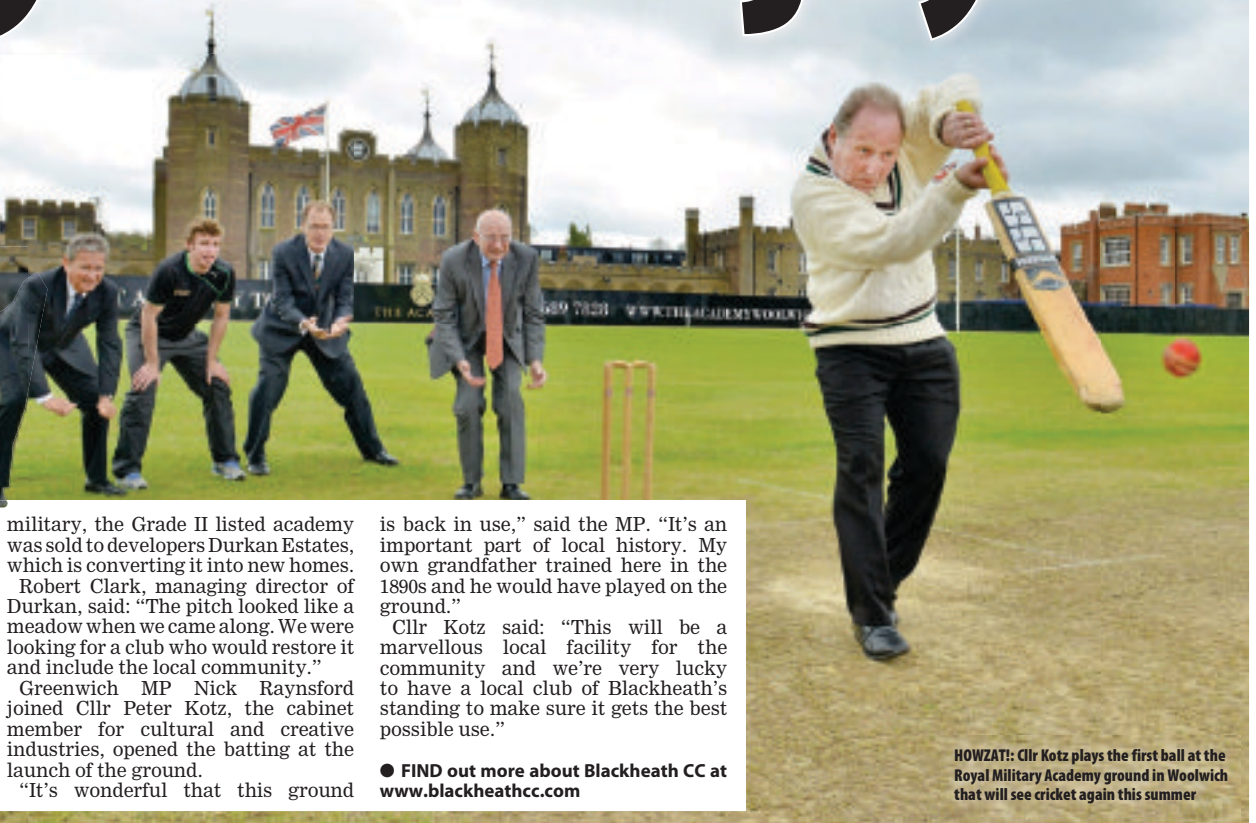 THE ACA
689 7828 WWW.THEACADEMYWOOLWI
military, the Grade II listed academy
was sold to developers Durkan Estates,
which is converting it into new homes.
Robert Clark, managing director of
Durkan, said: “The pitch looked like a
meadow when we came along. We were
looking for a club who would restore it
and include the local community.”
Greenwich MP Nick Raynsford
joined Cllr Peter Kotz, the cabinet
member for cultural and creative
industries, opened the batting at the
launch of the ground.
“It’s wonderful that this ground
is back in use,” said the MP. “It’s an
important part of local history. My
own grandfather trained here in the
1890s and he would have played on the
ground.”
Cllr Kotz said: “This will be a
marvellous local facility for the
community and we’re very lucky
to have a local club of Blackheath’s
standing to make sure it gets the best
possible use.”
● FIND out more about Blackheath CC at
www.blackheathcc.com
HOWZAT!: Cllr Kotz plays the first ball at the
Royal Military Academy ground in Woolwich
that will see cricket again this summer